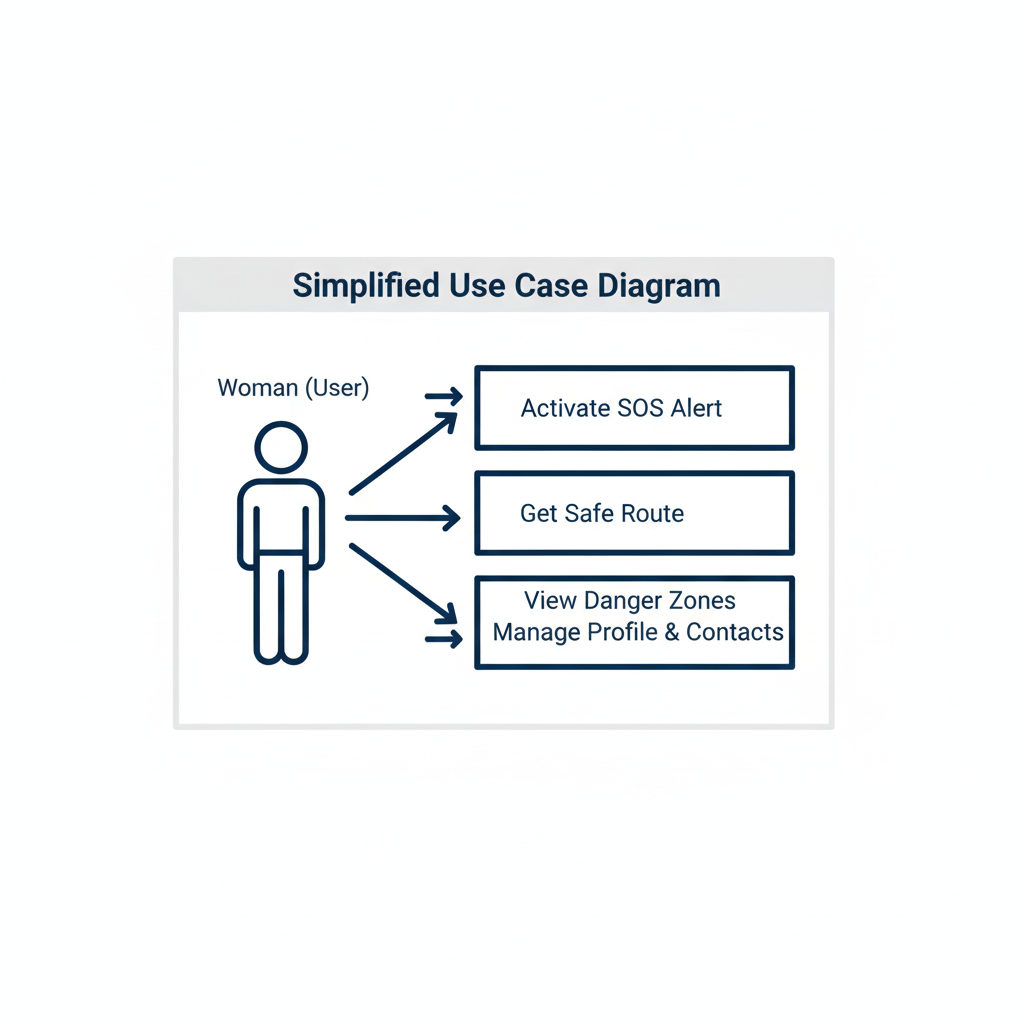 Simplified Use Case Diagram
Woman (User)
Activate SOS Alert
Get Safe Route
View Danger Zones
Manage Profile & Contacts